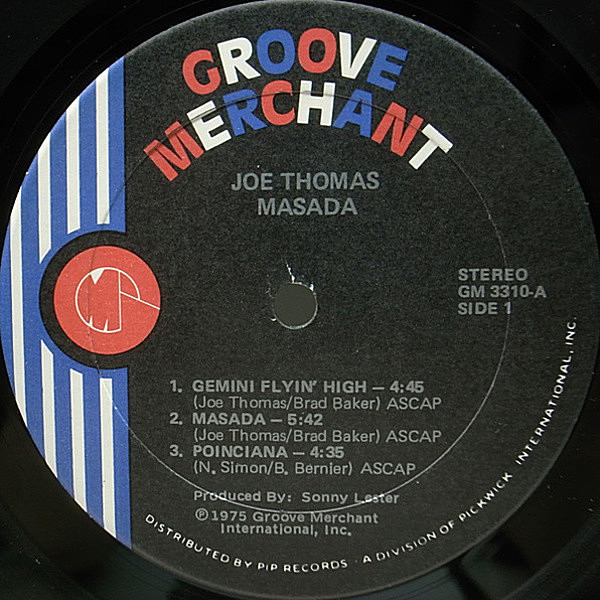 GROOVE
MERCHANT
JOE THOMAS
MASADA
STEREO
GM 3310-A
SIDE 1
1. GEMINI FLYIN' HIGH — 4:45
(Joe Thomas/Brad Baker) ASCAP
2. MASADA — 5:42
(Joe Thomas/Brad Baker) ASCAP
3. POINCIANA — 4:35
(N. Simon/B. Bernier) ASCAP
Produced By: Sonny Lester
℗1975 Groove Merchant
International, Inc.
DISTRIBUTED BY PIP RECORDS · A DIVISION OF PICKWICK INTERNATIONAL, INC.